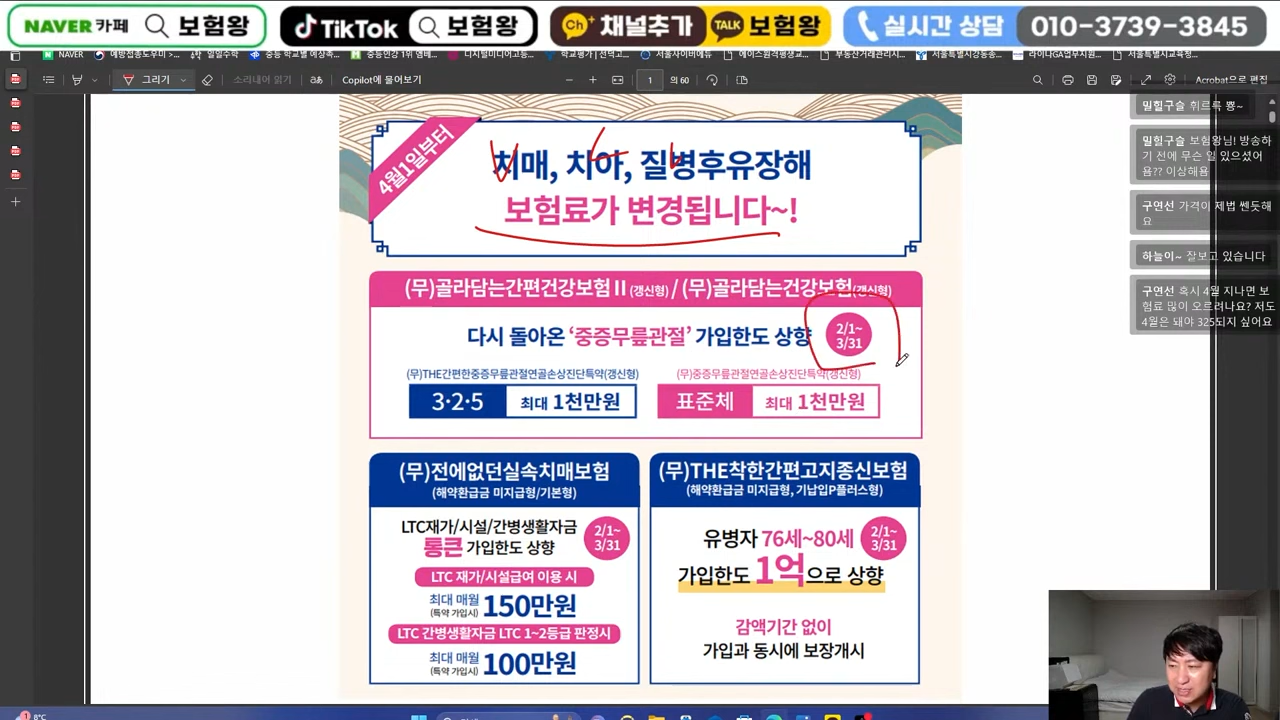 NAVER 카페 보험왕
TikTok 보험왕
Ch+ 채널추가 TALK 보험왕
실시간 상담 010-3739-3845
NAVER
그리기
소리내어 읽기
Copilot에 물어보기
1 의 60
Acrobat으로 편집
4월1일부터
치매, 치아, 질병후유장해
보험료가 변경됩니다~!
(무)골라담는간편건강보험Ⅱ(갱신형) / (무)골라담는건강보험(갱신형)
다시 돌아온 '중증무릎관절' 가입한도 상향
2/1~
3/31
(무)THE간편한중증무릎관절연골손상진단특약(갱신형)
(무)중증무릎관절연골손상진단특약(갱신형)
3·2·5 최대 1천만원
표준체 최대 1천만원
(무)전에없던실속치매보험
(해약환급금 미지급형/기본형)
LTC재가/시설/간병생활자금
통큰 가입한도 상향
2/1~
3/31
LTC 재가/시설급여 이용 시
최대 매월 150만원
(특약 가입시)
LTC 간병생활자금 LTC 1~2등급 판정시
최대 매월 100만원
(특약 가입시)
(무)THE착한간편고지종신보험
(해약환급금 미지급형, 기납입P플러스형)
유병자 76세~80세
2/1~
3/31
가입한도 1억으로 상향
감액기간 없이
가입과 동시에 보장개시
밀힐구슬 휘르룩 뿅~
밀힐구슬 보험왕님! 방송하
기 전에 무슨 일 있으셨어
욤?? 이상해욤
구연선 가격이 제법 쎈듯해
요
하늘이~ 잘보고 있습니다
구연선 혹시 4월 지나면 보
험료 많이 오르려나요? 저도
4월은 돼야 325되지 싶어요
8°C